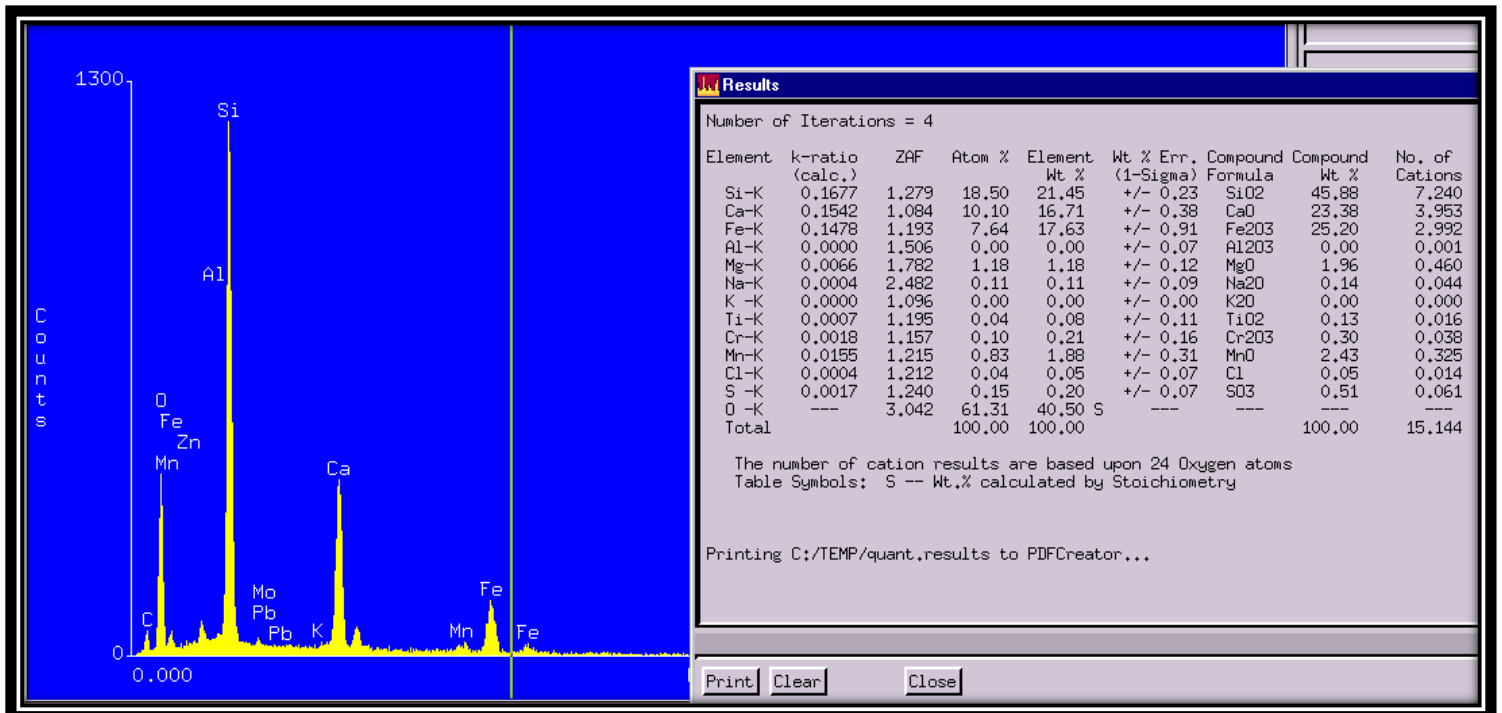 1300
Si
Al
Counts
O
Fe
Zn
Mn
Ca
C
Mo
Pb
Pb
K
Mn
Fe
Fe
0
0.000
Results
Number of Iterations = 4
Element k-ratio ZAF Atom % Element Wt % Err. Compound Compound No. of
(calc.) Wt % (1-Sigma) Formula Wt % Cations
Si-K 0.1677 1.279 18.50 21.45 +/- 0.23 SiO2 45.88 7.240
Ca-K 0.1542 1.084 10.10 16.71 +/- 0.38 CaO 23.38 3.953
Fe-K 0.1478 1.193 7.64 17.63 +/- 0.91 Fe2O3 25.20 2.992
Al-K 0.0000 1.506 0.00 0.00 +/- 0.07 Al2O3 0.00 0.001
Mg-K 0.0066 1.782 1.18 1.18 +/- 0.12 MgO 1.96 0.460
Na-K 0.0004 2.482 0.11 0.11 +/- 0.09 Na2O 0.14 0.044
K -K 0.0000 1.096 0.00 0.00 +/- 0.00 K2O 0.00 0.000
Ti-K 0.0007 1.195 0.04 0.08 +/- 0.11 TiO2 0.13 0.016
Cr-K 0.0018 1.157 0.10 0.21 +/- 0.16 Cr2O3 0.30 0.038
Mn-K 0.0155 1.215 0.83 1.88 +/- 0.31 MnO 2.43 0.325
Cl-K 0.0004 1.212 0.04 0.05 +/- 0.07 Cl 0.05 0.014
S -K 0.0017 1.240 0.15 0.20 +/- 0.07 SO3 0.51 0.061
O -K --- 3.042 61.31 40.50 S --- --- --- ---
Total 100.00 100.00 100.00 15.144
The number of cation results are based upon 24 Oxygen atoms
Table Symbols: S -- Wt.% calculated by Stoichiometry
Printing C:/TEMP/quant.results to PDFCreator...
Print Clear Close